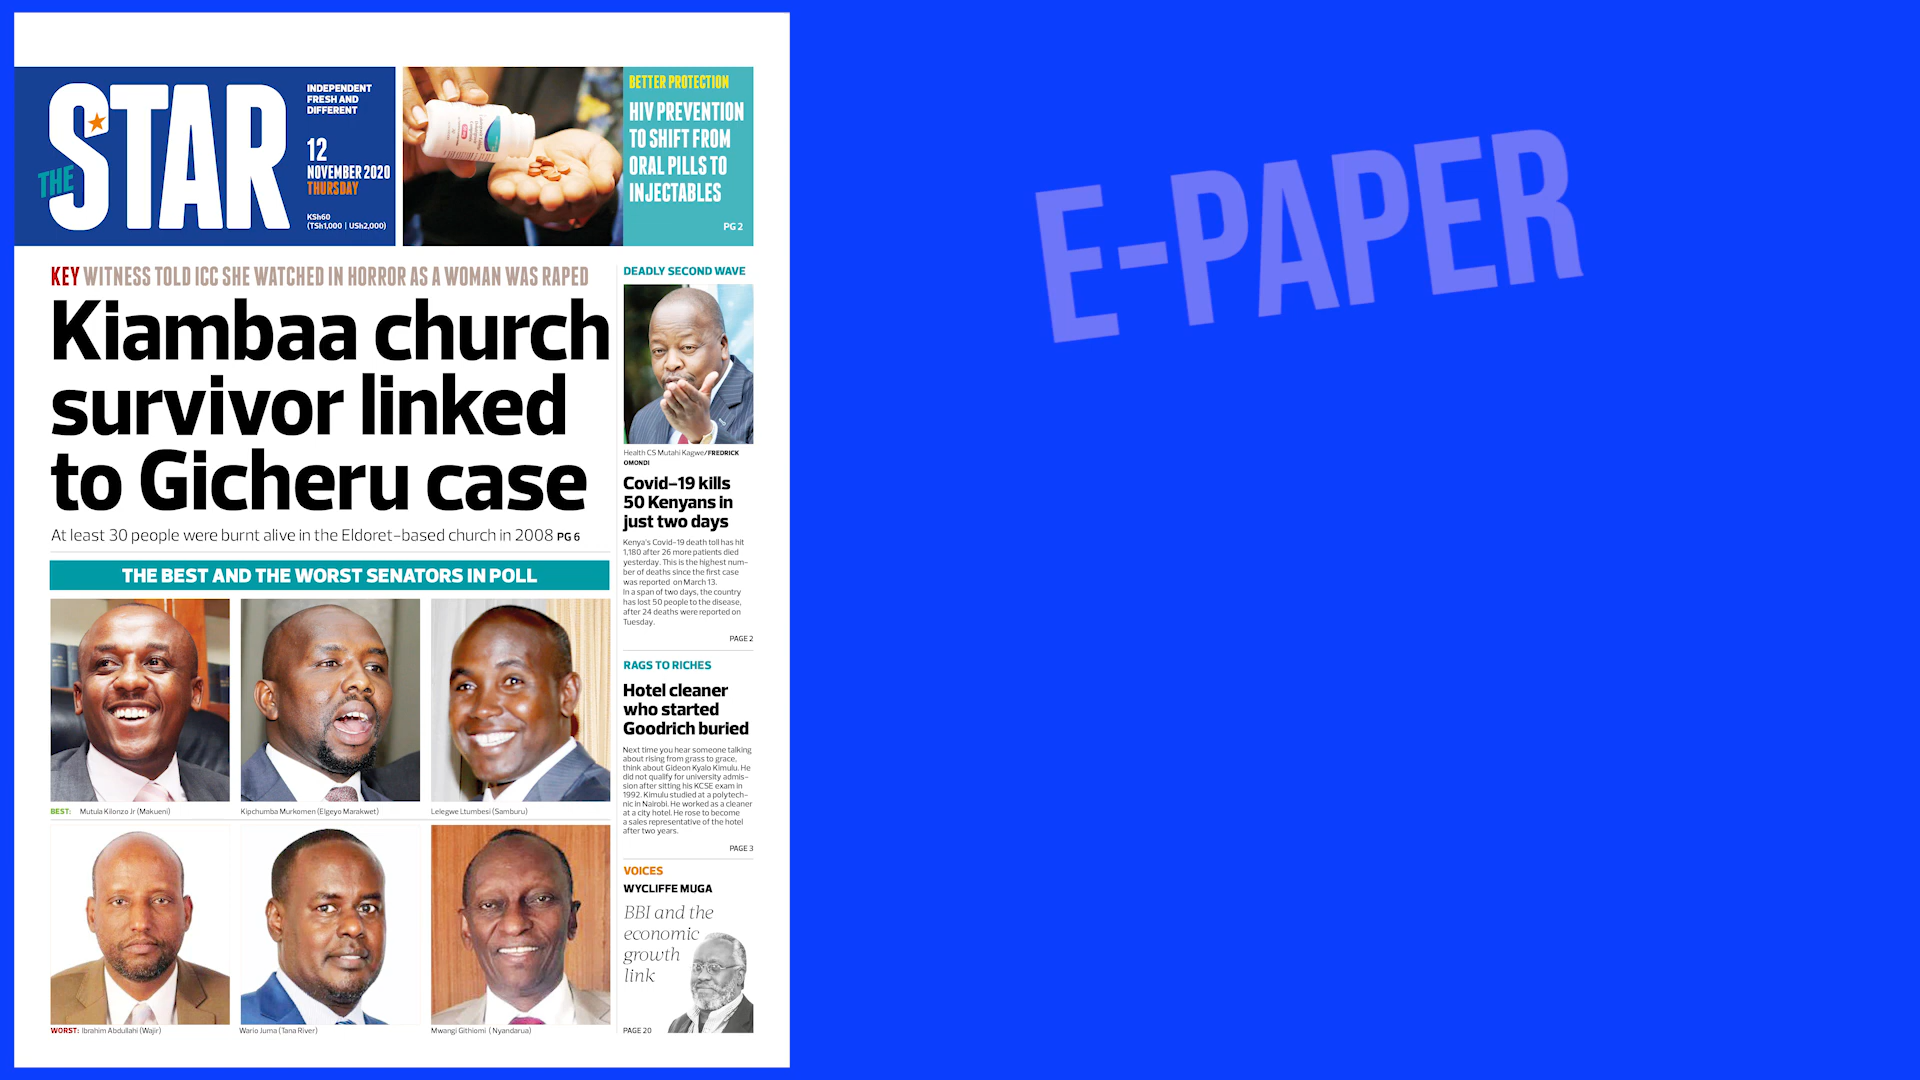 THE STAR
INDEPENDENT
FRESH AND
DIFFERENT
12
NOVEMBER 2020
THURSDAY
KSh60
(TSh1,000 | USh2,000)
BETTER PROTECTION
HIV PREVENTION
TO SHIFT FROM
ORAL PILLS TO
INJECTABLES
PG 2
E-PAPER
KEY WITNESS TOLD ICC SHE WATCHED IN HORROR AS A WOMAN WAS RAPED
Kiambaa church
survivor linked
to Gicheru case
At least 30 people were burnt alive in the Eldoret-based church in 2008 PG 6
THE BEST AND THE WORST SENATORS IN POLL
BEST: Mutula Kilonzo Jr (Makueni)
Kipchumba Murkomen (Elgeyo Marakwet)
Lelegwe Ltumbesi (Samburu)
WORST: Ibrahim Abdullahi (Wajir)
Wario Juma (Tana River)
Mwangi Githiomi ( Nyandarua)
DEADLY SECOND WAVE
Health CS Mutahi Kagwe/FREDRICK
OMONDI
Covid-19 kills
50 Kenyans in
just two days
Kenya's Covid-19 death toll has hit
1,180 after 26 more patients died
yesterday. This is the highest num-
ber of deaths since the first case
was reported on March 13.
In a span of two days, the country
has lost 50 people to the disease,
after 24 deaths were reported on
Tuesday.
PAGE 2
RAGS TO RICHES
Hotel cleaner
who started
Goodrich buried
Next time you hear someone talking
about rising from grass to grace,
think about Gideon Kyalo Kimulu. He
did not qualify for university admis-
sion after sitting his KCSE exam in
1992. Kimulu studied at a polytech-
nic in Nairobi. He worked as a cleaner
at a city hotel. He rose to become
a sales representative of the hotel
after two years.
PAGE 3
VOICES
WYCLIFFE MUGA
BBI and the
economic
growth
link
PAGE 20